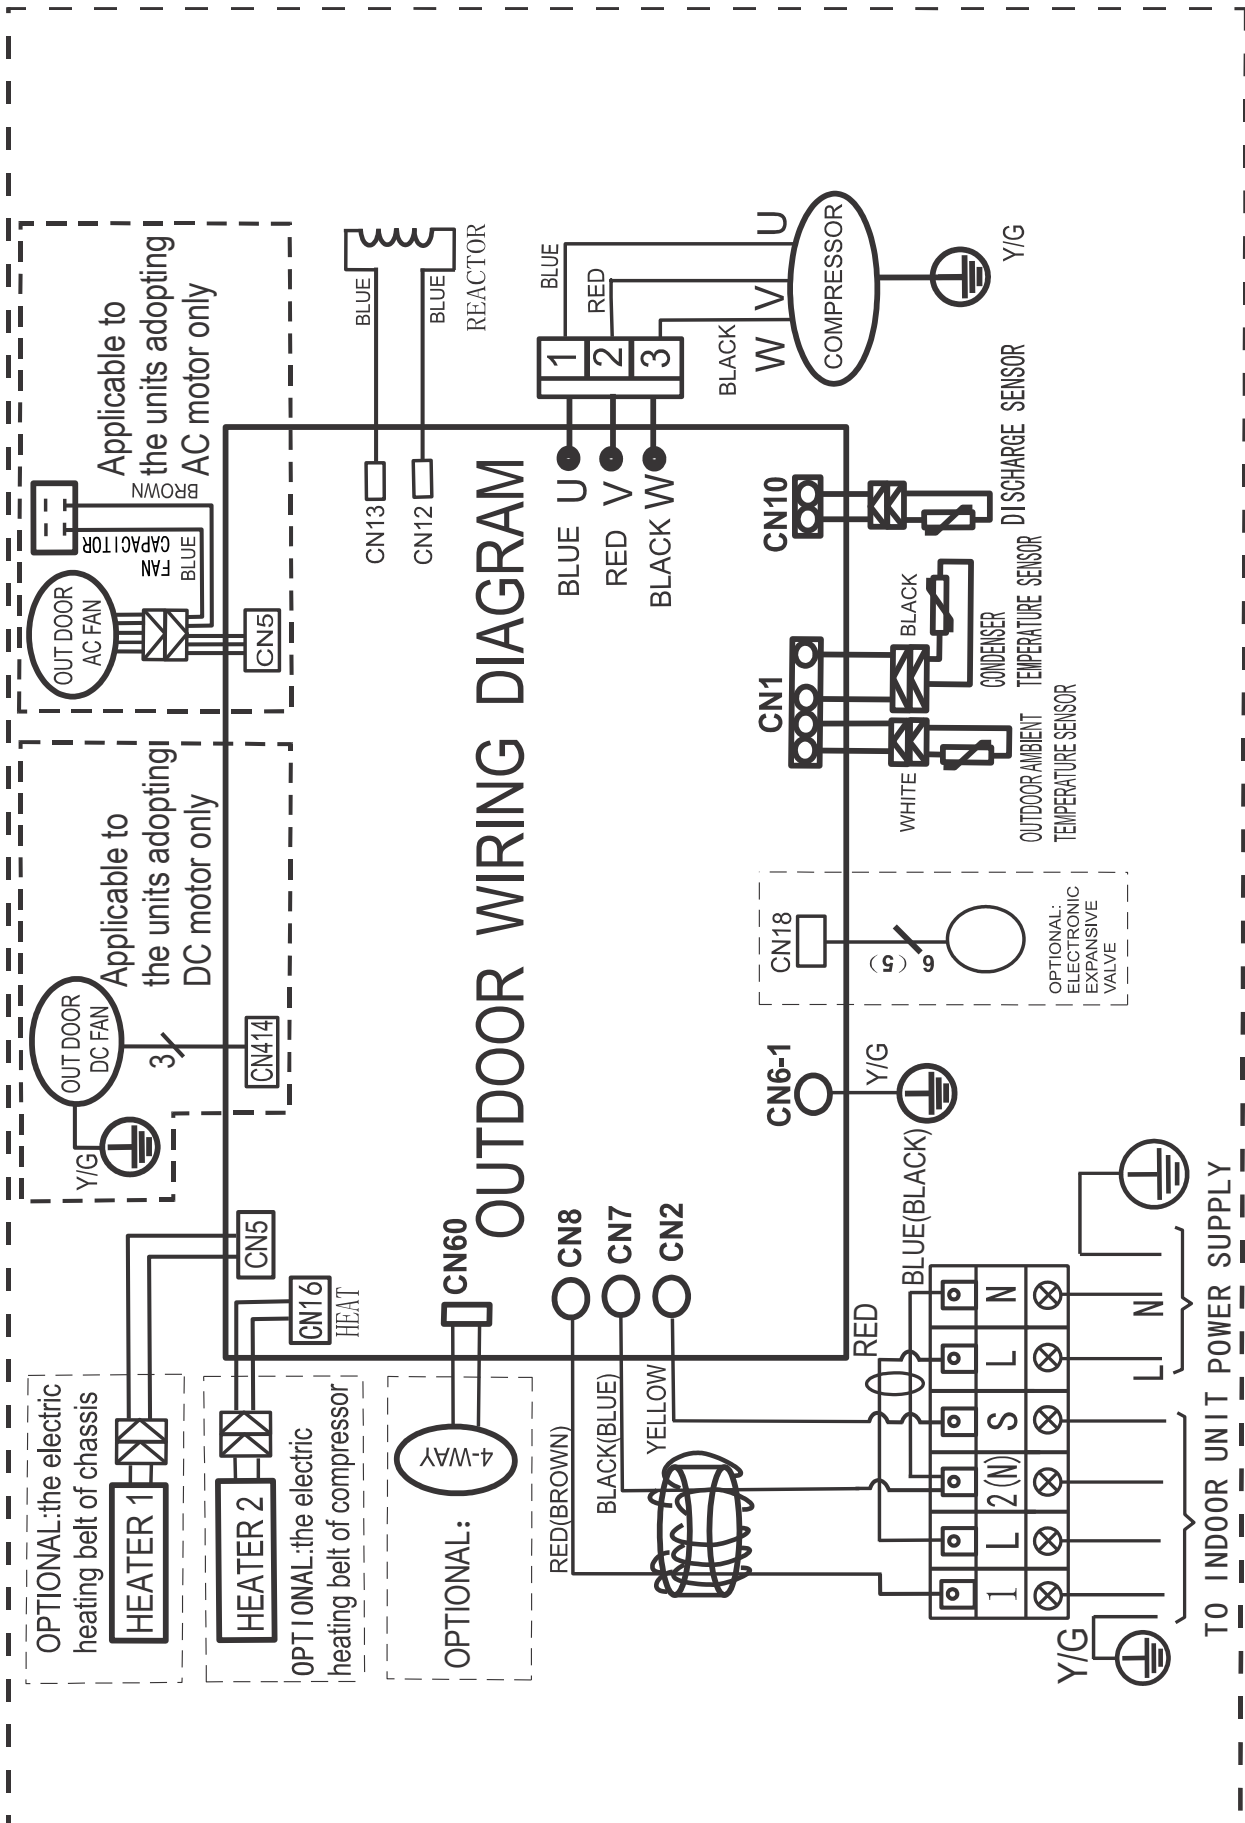 OUTDOOR WIRING DIAGRAM
OPTIONAL:the electric
heating belt of chassis
HEATER 1
CN5
HEATER 2
OPTIONAL:the electric
heating belt of compressor
CN16
HEAT
OPTIONAL:
4-WAY
CN60
Y/G
OUT DOOR
DC FAN
3
CN414
Applicable to
the units adopting
DC motor only
OUT DOOR
AC FAN
CN5
FAN
CAPACITOR
BLUE
BROWN
Applicable to
the units adopting
AC motor only
CN13
CN12
BLUE
BLUE
REACTOR
BLUE U
RED V
BLACK W
1
2
3
BLUE
RED
BLACK
U
V
W
COMPRESSOR
Y/G
CN10
DISCHARGE SENSOR
CN1
BLACK
CONDENSER
TEMPERATURE SENSOR
WHITE
OUTDOOR AMBIENT
TEMPERATURE SENSOR
CN18
6 (5)
OPTIONAL:
ELECTRONIC
EXPANSIVE
VALVE
CN6-1
Y/G
CN8
CN7
CN2
RED(BROWN)
BLACK(BLUE)
YELLOW
RED
BLUE(BLACK)
1
L
2(N)
S
L
N
Y/G
L
N
TO INDOOR UNIT
POWER SUPPLY